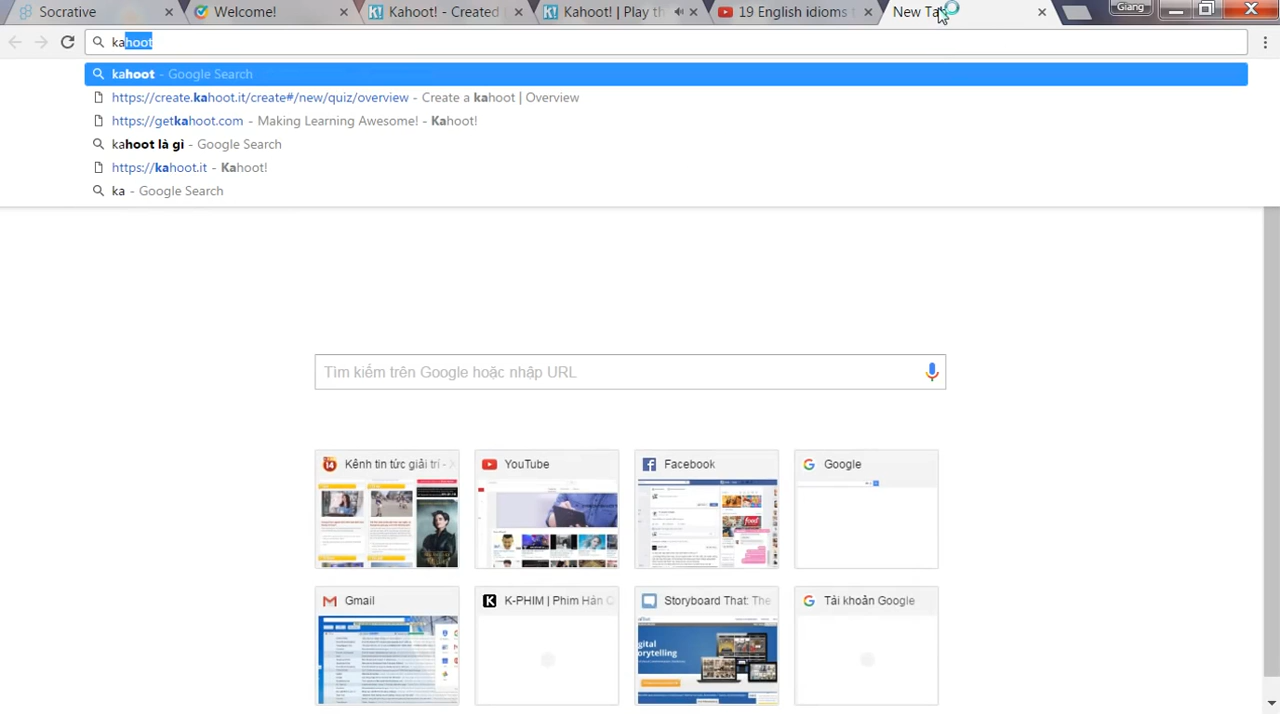 Socrative
Welcome!
Kahoot! - Created
Kahoot! | Play th
19 English idioms t
New Ta
Giang
kahoot
kahoot - Google Search
https://create.kahoot.it/create#/new/quiz/overview - Create a kahoot | Overview
https://getkahoot.com - Making Learning Awesome! - Kahoot!
kahoot là gì - Google Search
https://kahoot.it - Kahoot!
ka - Google Search
Tìm kiếm trên Google hoặc nhập URL
Kênh tin tức giải trí -
YouTube
Facebook
Google
Gmail
K-PHIM | Phim Hàn
Storyboard That: The
Tài khoản Google